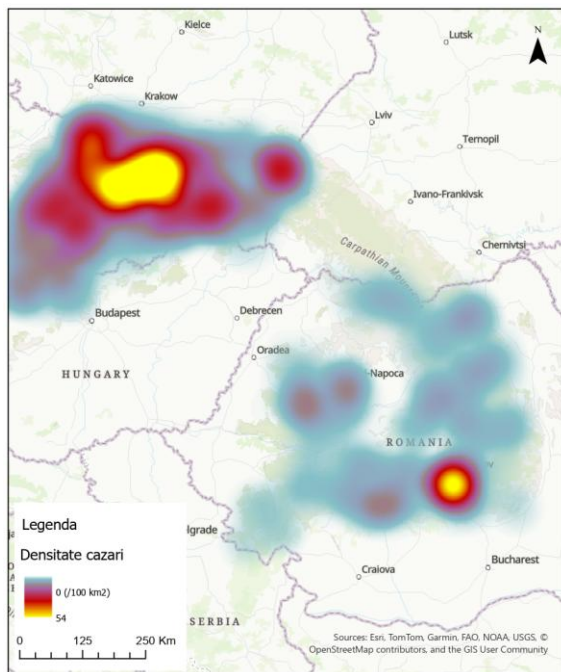 Kielce
Lutsk
N
Katowice
Krakow
Lviv
Ternopil
Ivano-Frankivsk
Chernivtsi
Carpathian Mount
Budapest
Debrecen
Oradea
HUNGARY
-Napoca
ROMANIA
Legenda
Densitate cazari
0 (/100 km2)
54
elgrade
Craiova
Bucharest
SERBIA
0 125 250 Km
Sources: Esri, TomTom, Garmin, FAO, NOAA, USGS, ©
OpenStreetMap contributors, and the GIS User Community